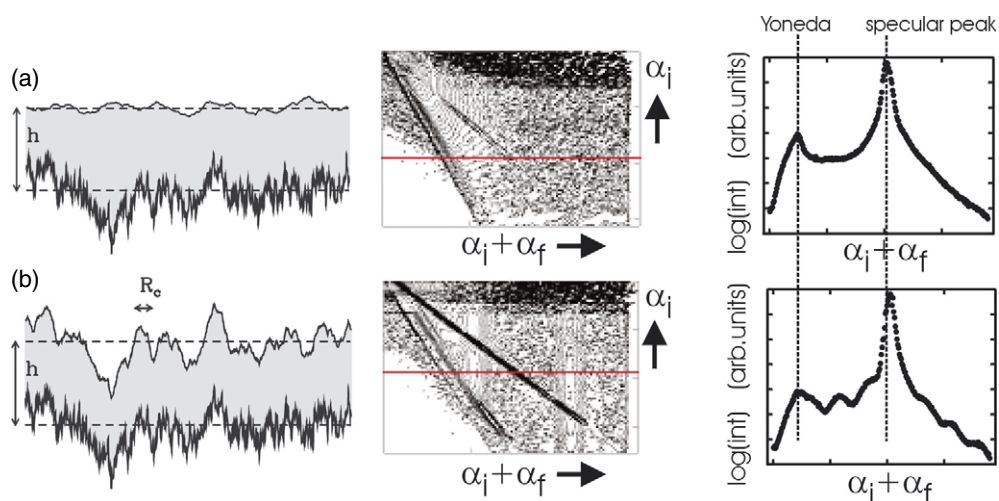 Yoneda specular peak
(a)
h
αi
αi+αf
log(int) (arb.units)
αi+αf
(b)
Rc
h
αi
αi+αf
log(int) (arb.units)
αi+αf